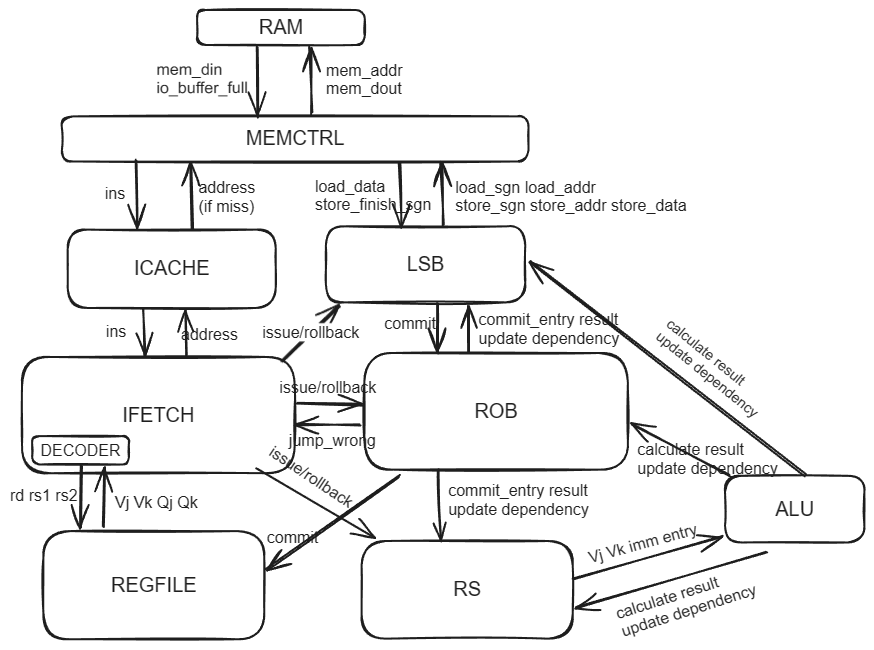 RAM
mem_din
io_buffer_full
mem_addr
mem_dout
MEMCTRL
ins
address
(if miss)
load_data
store_finish_sgn
load_sgn load_addr
store_sgn store_addr store_data
ICACHE
LSB
ins
address
issue/rollback
commit
commit_entry result
update dependency
calculate result
update dependency
IFETCH
DECODER
issue/rollback
jump_wrong
ROB
issue/rollback
calculate result
update dependency
rd rs1 rs2
Vj Vk Qj Qk
commit_entry result
update dependency
ALU
commit
Vj Vk imm entry
REGFILE
RS
calculate result
update dependency